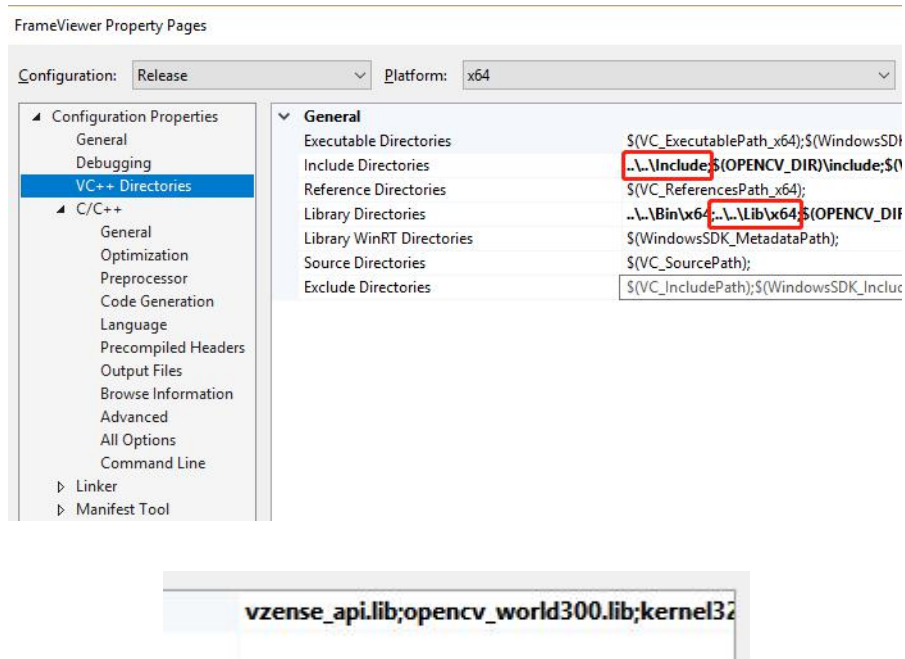 FrameViewer Property Pages
Configuration: Release Platform: x64
Configuration Properties
General
Debugging
VC++ Directories
C/C++
General
Optimization
Preprocessor
Code Generation
Language
Precompiled Headers
Output Files
Browse Information
Advanced
All Options
Command Line
Linker
Manifest Tool
General
Executable Directories $(VC_ExecutablePath_x64);$(WindowsSDK
Include Directories ..\..\Include;$(OPENCV_DIR)\include;$(V
Reference Directories $(VC_ReferencesPath_x64);
Library Directories ..\..\Bin\x64;..\..\Lib\x64;$(OPENCV_DIR
Library WinRT Directories $(WindowsSDK_MetadataPath);
Source Directories $(VC_SourcePath);
Exclude Directories $(VC_IncludePath);$(WindowsSDK_Includ
vzense_api.lib;opencv_world300.lib;kernel32